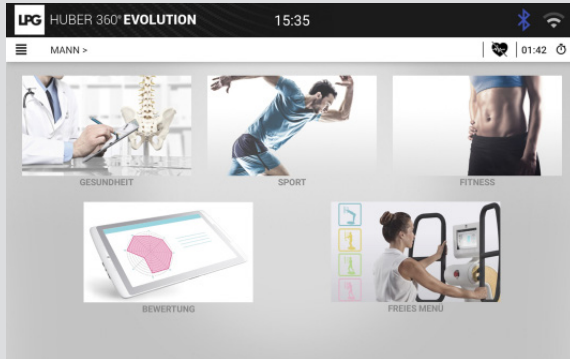 LPG HUBER 360° EVOLUTION 15:35
MANN > 01:42
GESUNDHEIT SPORT FITNESS
BEWERTUNG FREIES MENÜ